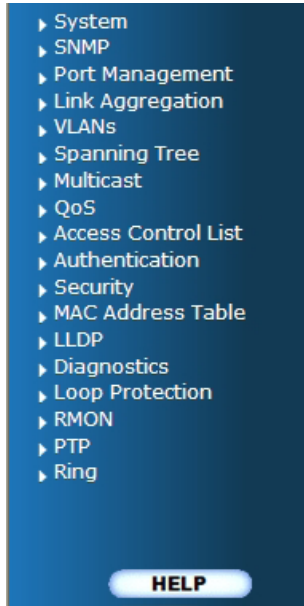 System
SNMP
Port Management
Link Aggregation
VLANs
Spanning Tree
Multicast
QoS
Access Control List
Authentication
Security
MAC Address Table
LLDP
Diagnostics
Loop Protection
RMON
PTP
Ring
HELP